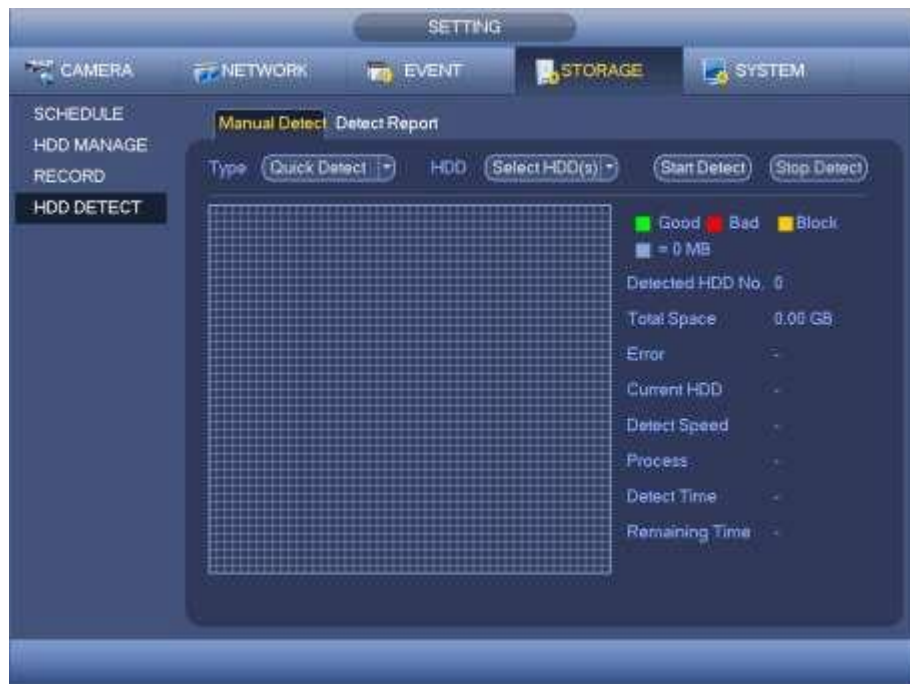 SETTING
CAMERA NETWORK EVENT STORAGE SYSTEM
SCHEDULE
HDD MANAGE
RECORD
HDD DETECT
Manual Detect Detect Report
Type Quick Detect HDD Select HDD(s) Start Detect Stop Detect
Good Bad Block
= 0 MB
Detected HDD No. 0
Total Space 0.00 GB
Error -
Current HDD -
Detect Speed -
Process -
Detect Time -
Remaining Time -